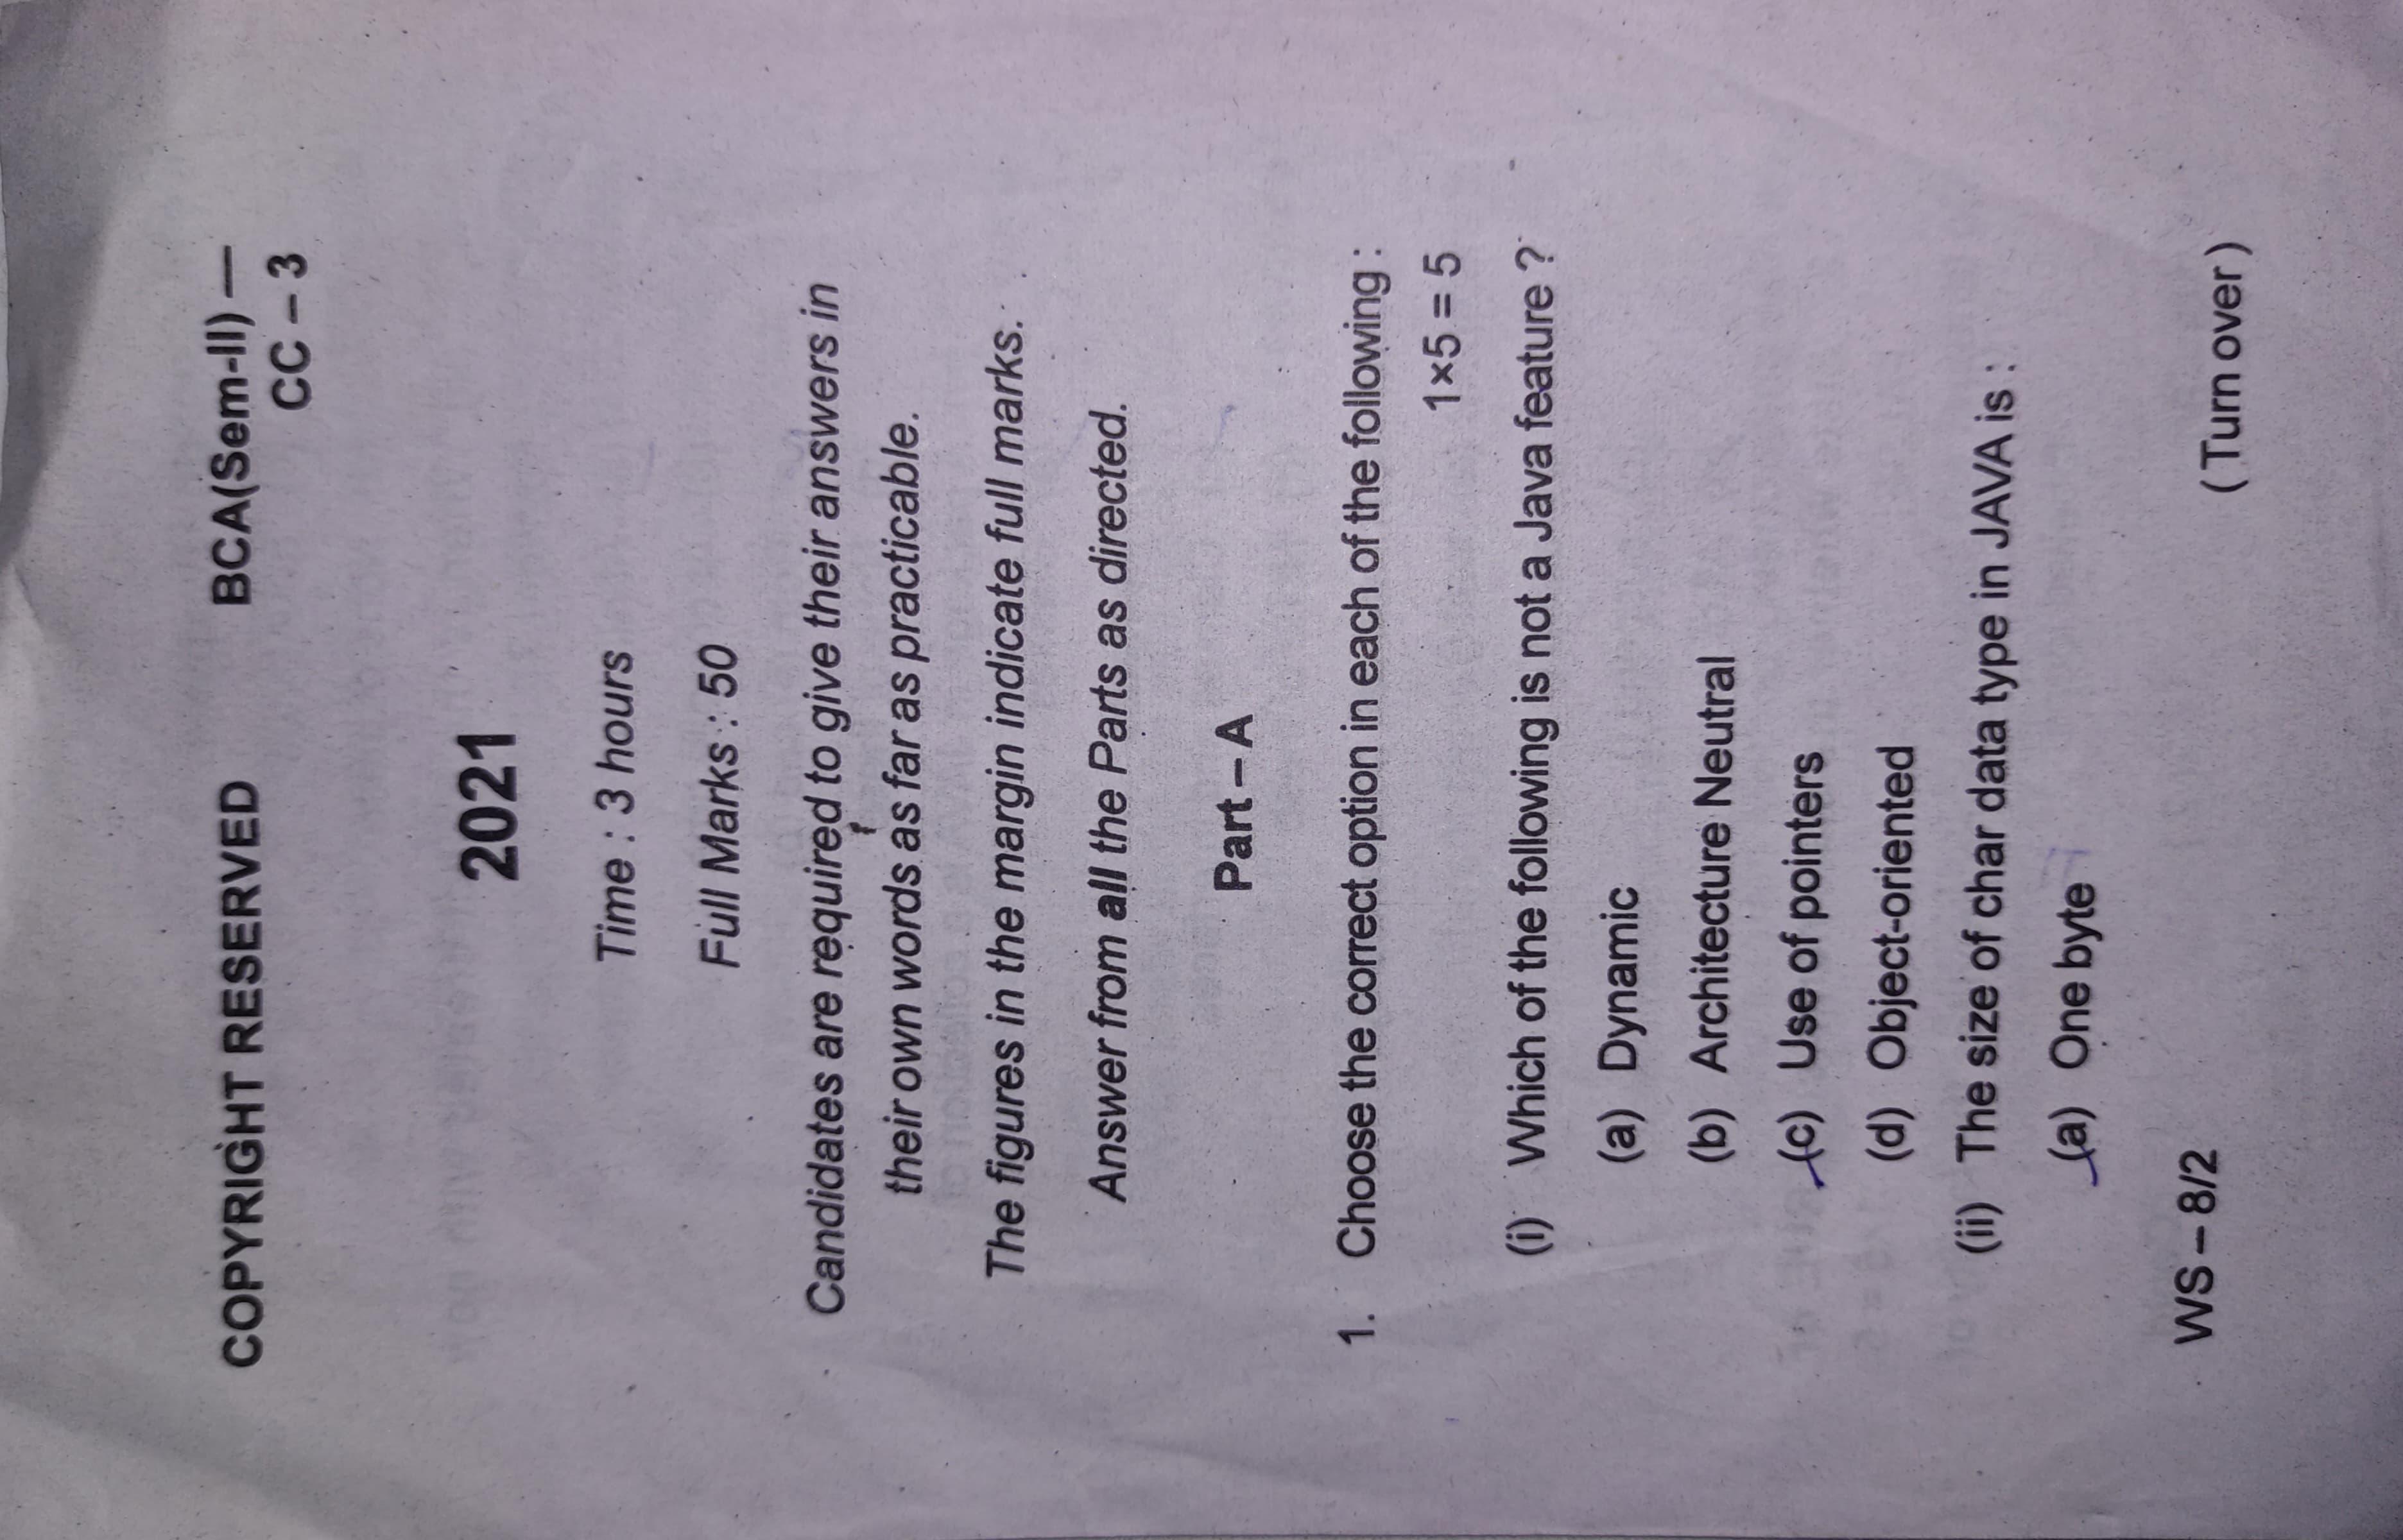 COPYRIGHT RESERVED
BCA(Sem-II) —
CC – 3
2021
Time : 3 hours
Full Marks : 50
Candidates are required to give their answers in
their own words as far as practicable.
The figures in the margin indicate full marks.
Answer from all the Parts as directed.
Part – A
1. Choose the correct option in each of the following :
1×5 = 5
(i) Which of the following is not a Java feature ?
(a) Dynamic
(b) Architecture Neutral
(c) Use of pointers
(d) Object-oriented
(ii) The size of char data type in JAVA is :
(a) One byte
WS – 8/2
( Turn over )